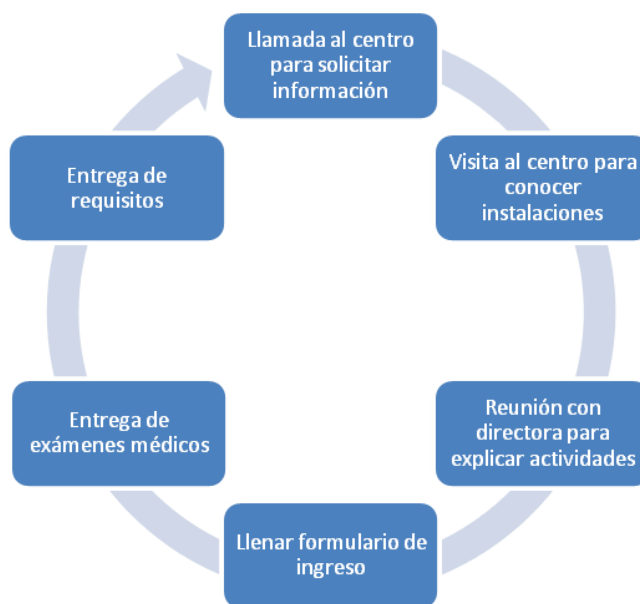 Llamada al centro
para solicitar
información
Visita al centro para
conocer
instalaciones
Reunión con
directora para
explicar actividades
Llenar formulario de
ingreso
Entrega de
exámenes médicos
Entrega de
requisitos